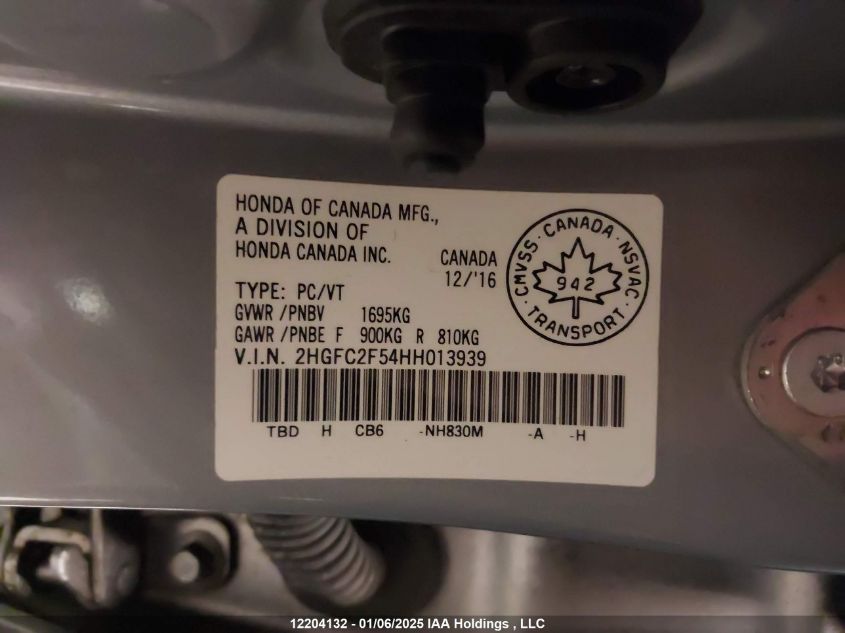 HONDA OF CANADA MFG.,
A DIVISION OF
HONDA CANADA INC.
CANADA
12/'16
TYPE: PC/VT
GVWR /PNBV 1695KG
GAWR /PNBE F 900KG R 810KG
V.I.N. 2HGFC2F54HH013939
TBD H CB6 -NH830M -A -H
CMVSS · CANADA · NSVAC
942
· TRANSPORT ·
12204132 - 01/06/2025 IAA Holdings , LLC